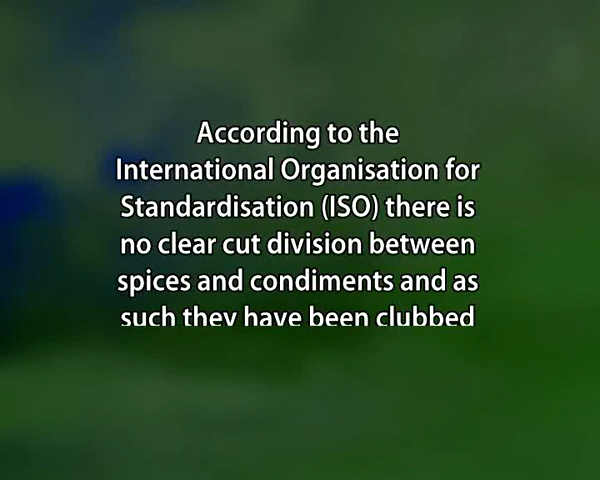 According to the
International Organisation for
Standardisation (ISO) there is
no clear cut division between
spices and condiments and as
such they have been clubbed